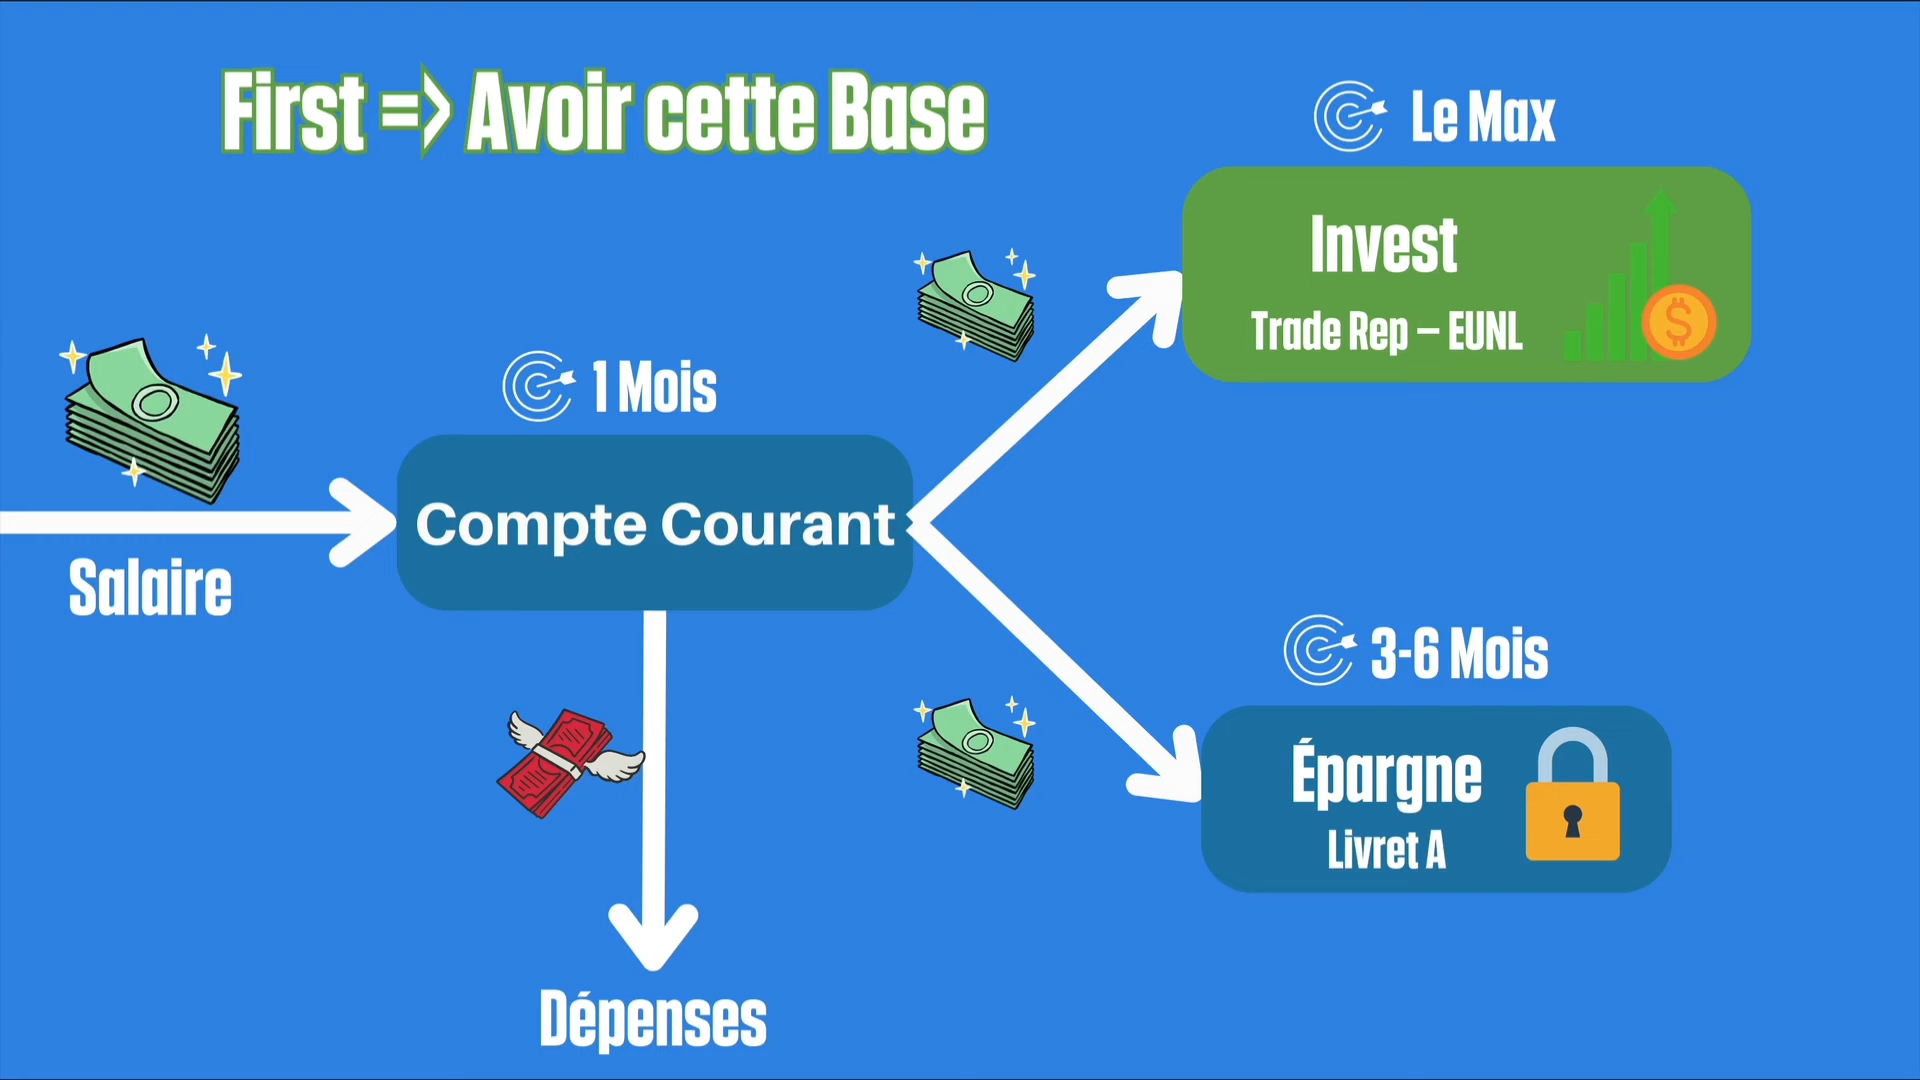 First => Avoir cette Base
Le Max
Invest
Trade Rep – EUNL
$
1 Mois
Compte Courant
Salaire
3-6 Mois
Épargne
Livret A
Dépenses